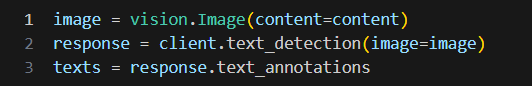 1 image = vision.Image(content=content)
2 response = client.text_detection(image=image)
3 texts = response.text_annotations